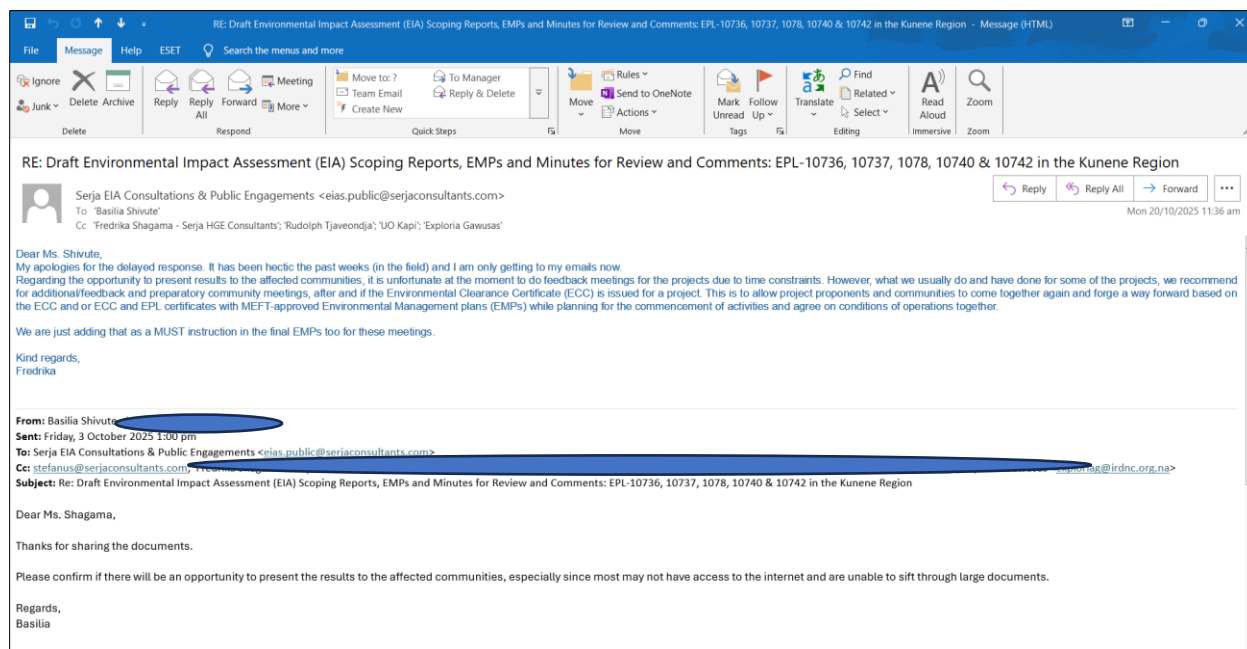 RE: Draft Environmental Impact Assessment (EIA) Scoping Reports, EMPs and Minutes for Review and Comments: EPL-10736, 10737, 1078, 10740 & 10742 in the Kunene Region - Message (HTML)
File Message Help ESET Search the menus and more
Ignore
Junk
Delete Archive
Reply Reply All Forward
Meeting
More
Move to: ? To Manager
Team Email Reply & Delete
Create New
Move
Rules
Send to OneNote
Actions
Mark Unread Follow Up
Translate
Find
Related
Select
Read Aloud
Zoom
Delete Respond Quick Steps Move Tags Editing Immersive Zoom
RE: Draft Environmental Impact Assessment (EIA) Scoping Reports, EMPs and Minutes for Review and Comments: EPL-10736, 10737, 1078, 10740 & 10742 in the Kunene Region
Serja EIA Consultations & Public Engagements <eias.public@serjaconsultants.com>
To 'Basilia Shivute'
Cc 'Fredrika Shagama - Serja HGE Consultants'; 'Rudolph Tjaveondja'; 'UO Kapi'; 'Exploria Gawusas'
Reply Reply All Forward
Mon 20/10/2025 11:36 am
Dear Ms. Shivute,
My apologies for the delayed response. It has been hectic the past weeks (in the field) and I am only getting to my emails now.
Regarding the opportunity to present results to the affected communities, it is unfortunate at the moment to do feedback meetings for the projects due to time constraints. However, what we usually do and have done for some of the projects, we recommend
for additional/feedback and preparatory community meetings, after and if the Environmental Clearance Certificate (ECC) is issued for a project. This is to allow project proponents and communities to come together again and forge a way forward based on
the ECC and or ECC and EPL certificates with MEFT-approved Environmental Management plans (EMPs) while planning for the commencement of activities and agree on conditions of operations together.
We are just adding that as a MUST instruction in the final EMPs too for these meetings.
Kind regards,
Fredrika
From: Basilia Shivute
Sent: Friday, 3 October 2025 1:00 pm
To: Serja EIA Consultations & Public Engagements <eias.public@serjaconsultants.com>
Cc: stefanus@serjaconsultants.com; exploriag@irdnc.org.na>
Subject: Re: Draft Environmental Impact Assessment (EIA) Scoping Reports, EMPs and Minutes for Review and Comments: EPL-10736, 10737, 1078, 10740 & 10742 in the Kunene Region
Dear Ms. Shagama,
Thanks for sharing the documents.
Please confirm if there will be an opportunity to present the results to the affected communities, especially since most may not have access to the internet and are unable to sift through large documents.
Regards,
Basilia